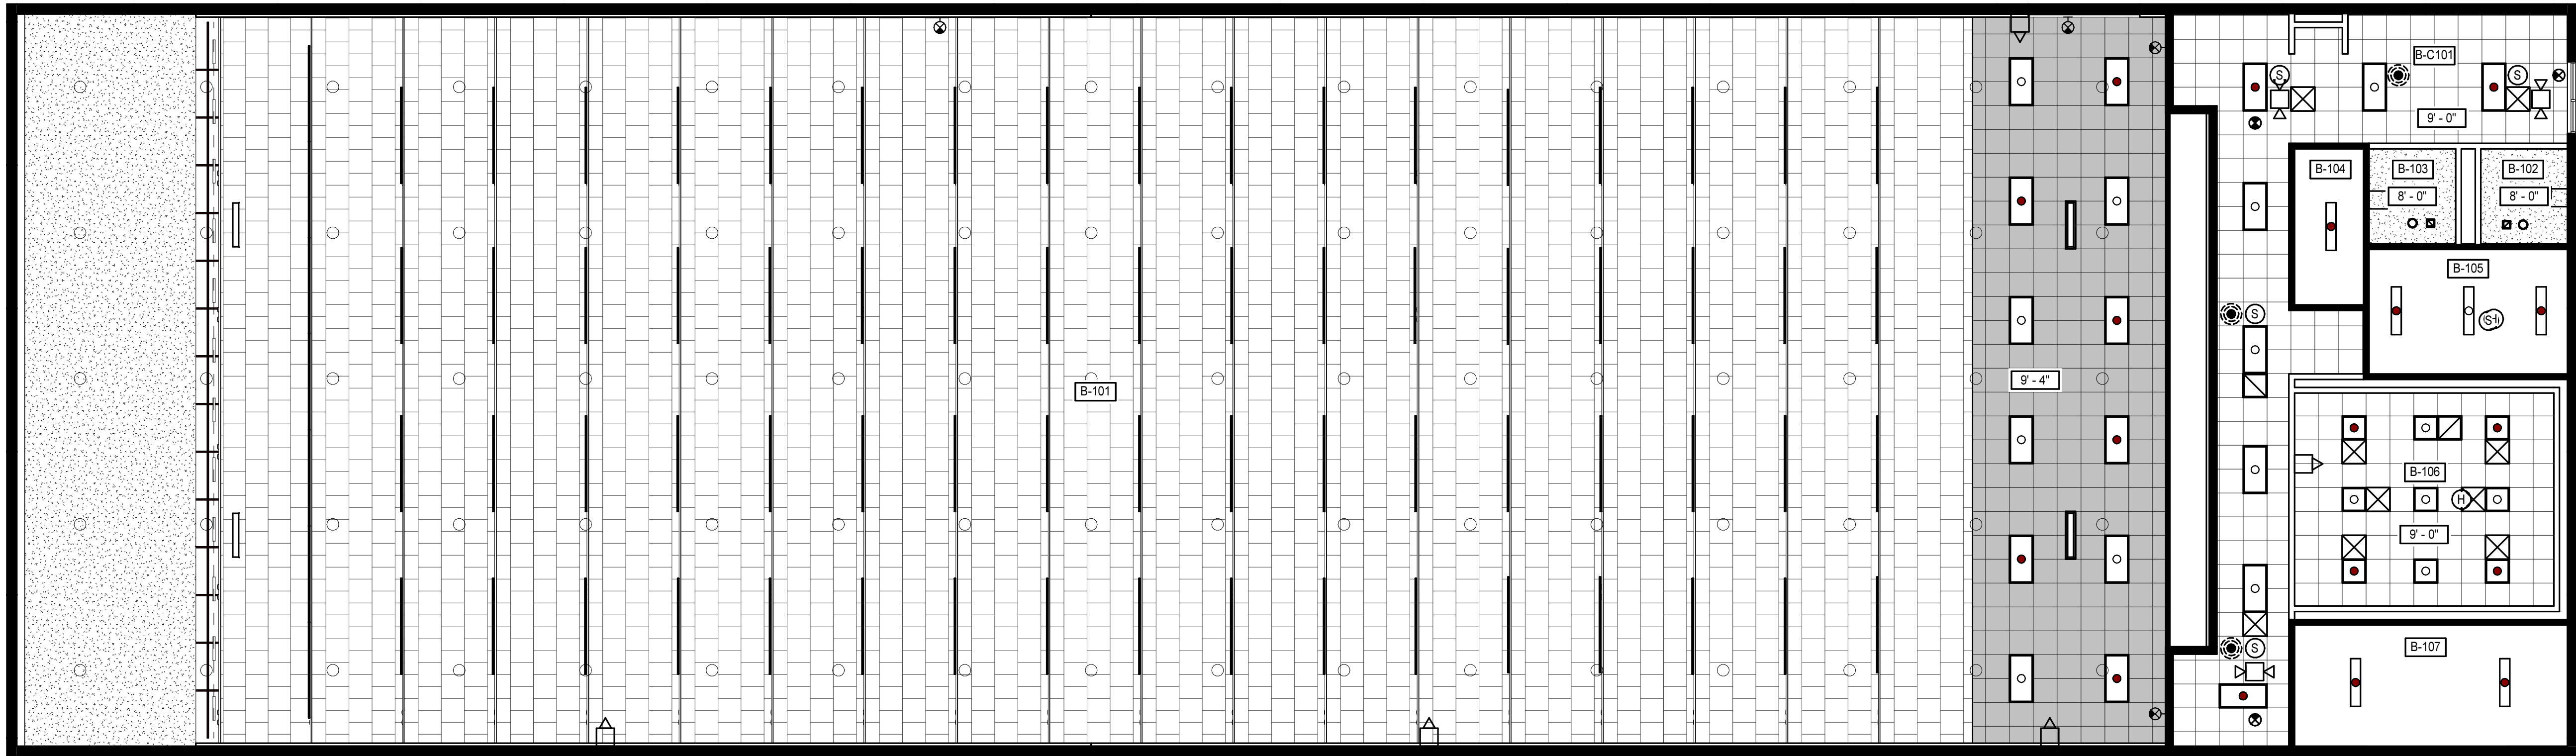 B-C101
S
S
9' - 0"
B-104
B-103
B-102
8' - 0"
8' - 0"
B-105
S
9' - 4"
B-101
B-106
H
9' - 0"
S
B-107